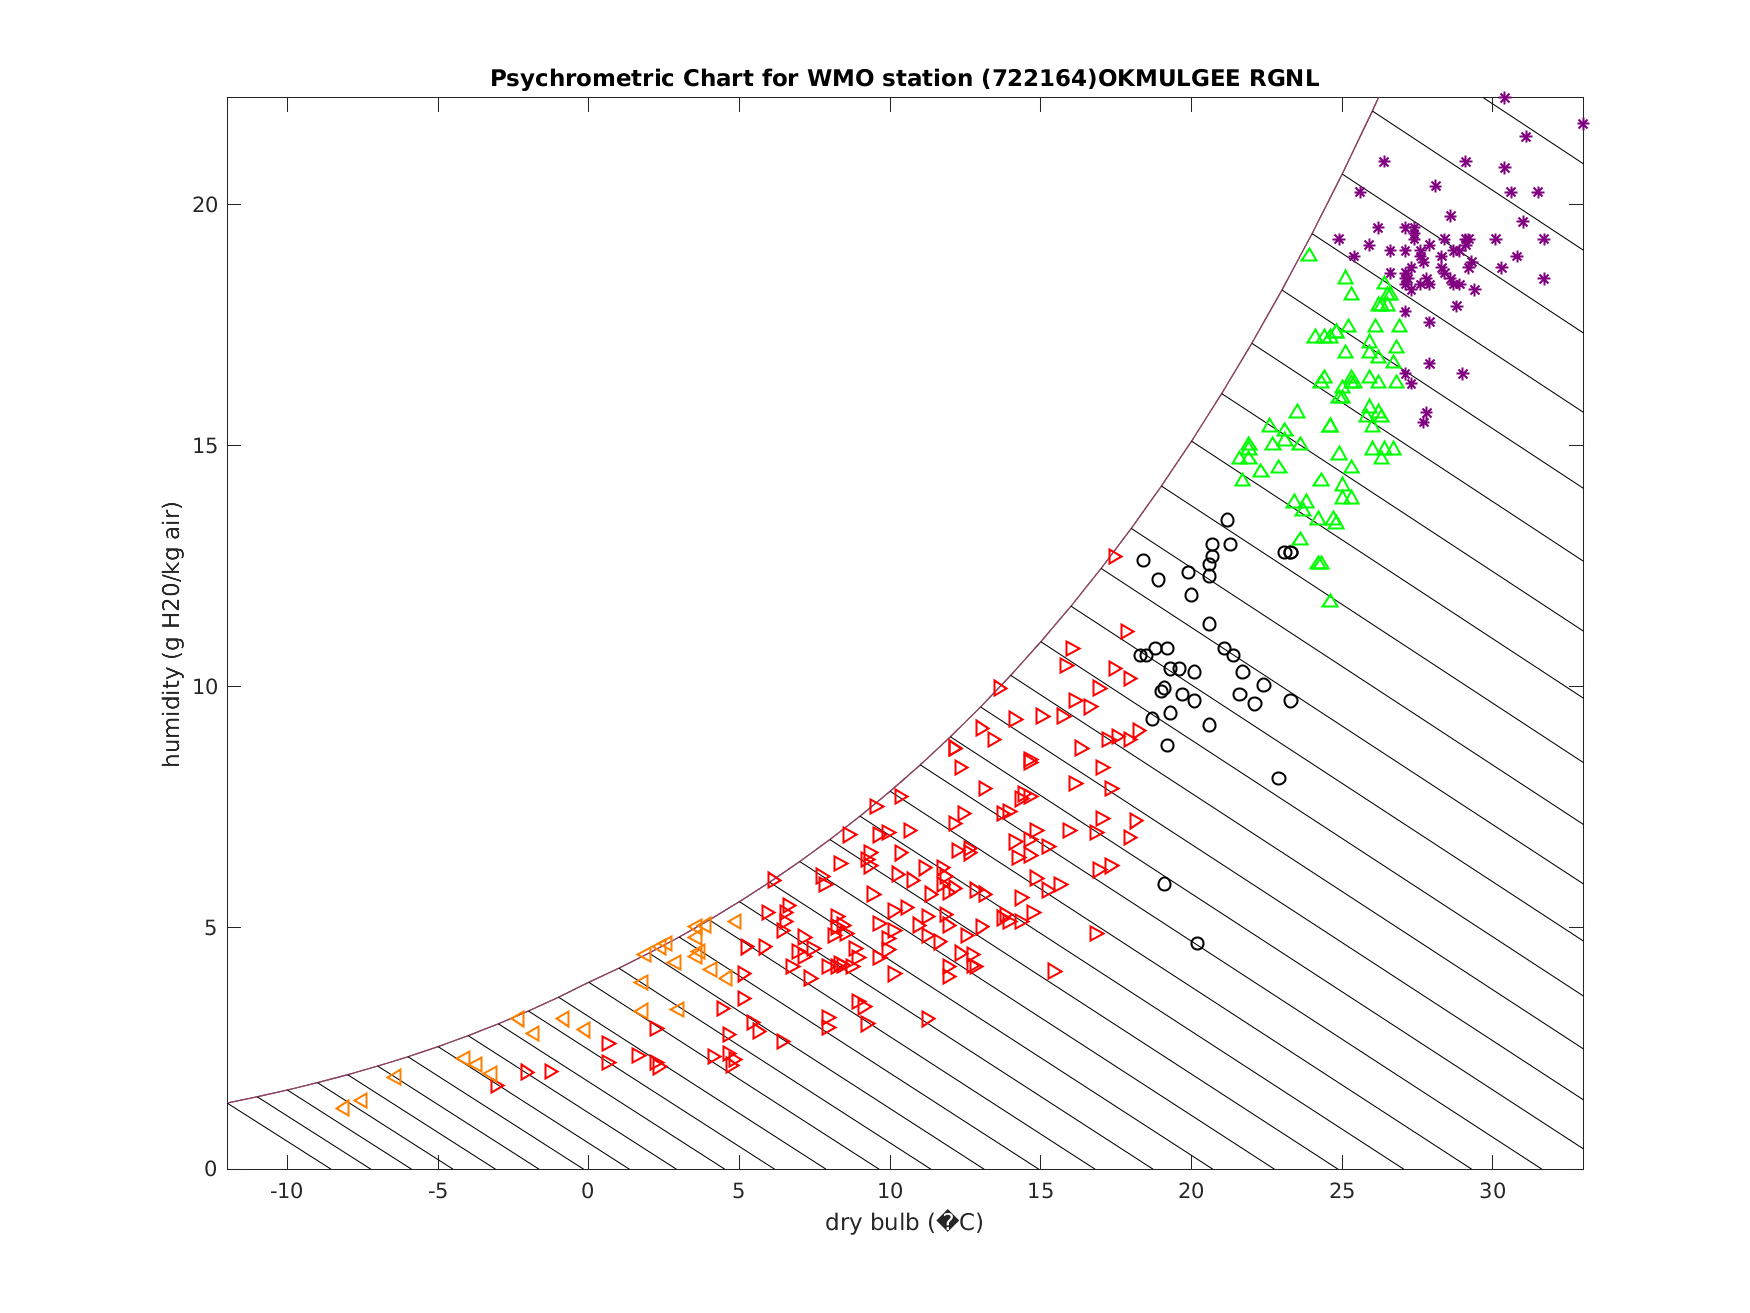 Psychrometric Chart for WMO station (722164)OKMULGEE RGNL
humidity (g H20/kg air)
20
15
10
5
0
-10 -5 0 5 10 15 20 25 30
dry bulb (�C)